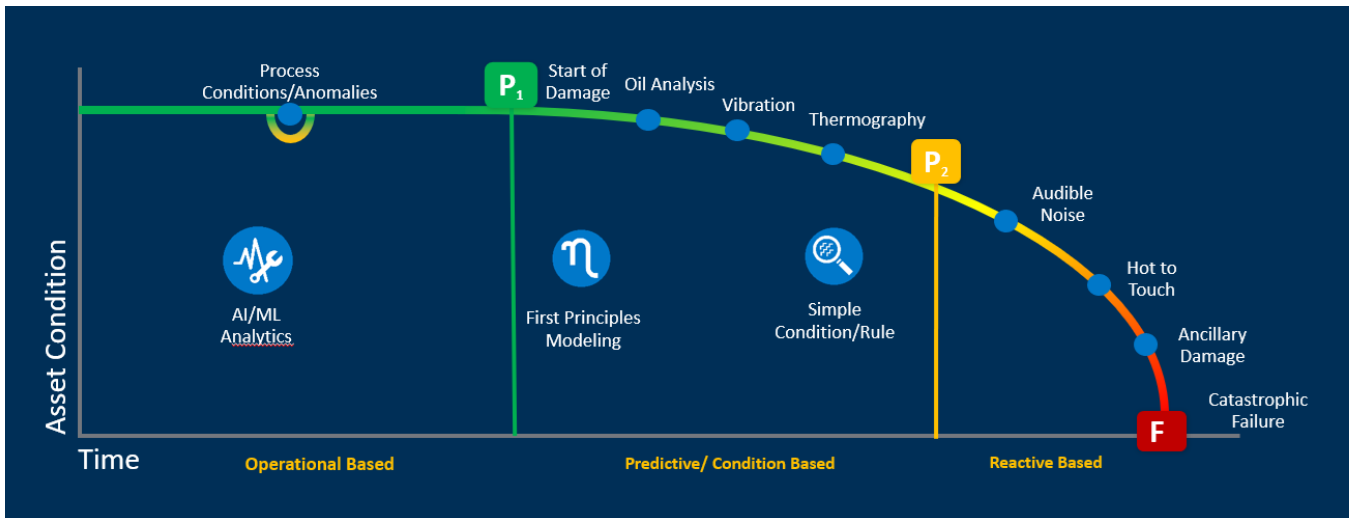 Process
Conditions/Anomalies
P1
Start of
Damage
Oil Analysis
Vibration
Thermography
P2
Audible
Noise
Hot to
Touch
Ancillary
Damage
Catastrophic
Failure
F
AI/ML
Analytics
η
First Principles
Modeling
Simple
Condition/Rule
Asset Condition
Time
Operational Based
Predictive/ Condition Based
Reactive Based